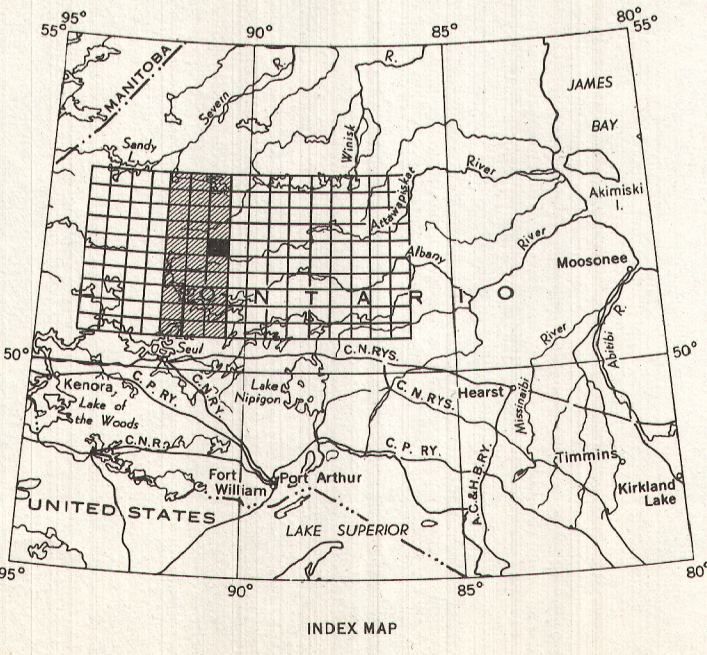 95°
90°
85°
80°
55°
55°
MANITOBA
Severn
R.
R.
JAMES
BAY
Sandy
L.
Winisk
River
Attawapiskat
Akimiski
I.
River
Albany
Moosonee
ONTARIO
Seul
C.N.RYS.
River
Abitibi
R.
50°
50°
Kenora
C.P.RY.
C.N.RY.
Lake
Nipigon
C.N.RYS.
Hearst
Missinaibi
Lake of
the Woods
C.N.R.
C.P.RY.
A.C.&H.B.RY.
Timmins
Fort
William
Port Arthur
Kirkland
Lake
UNITED STATES
LAKE SUPERIOR
95°
90°
85°
80°
INDEX MAP